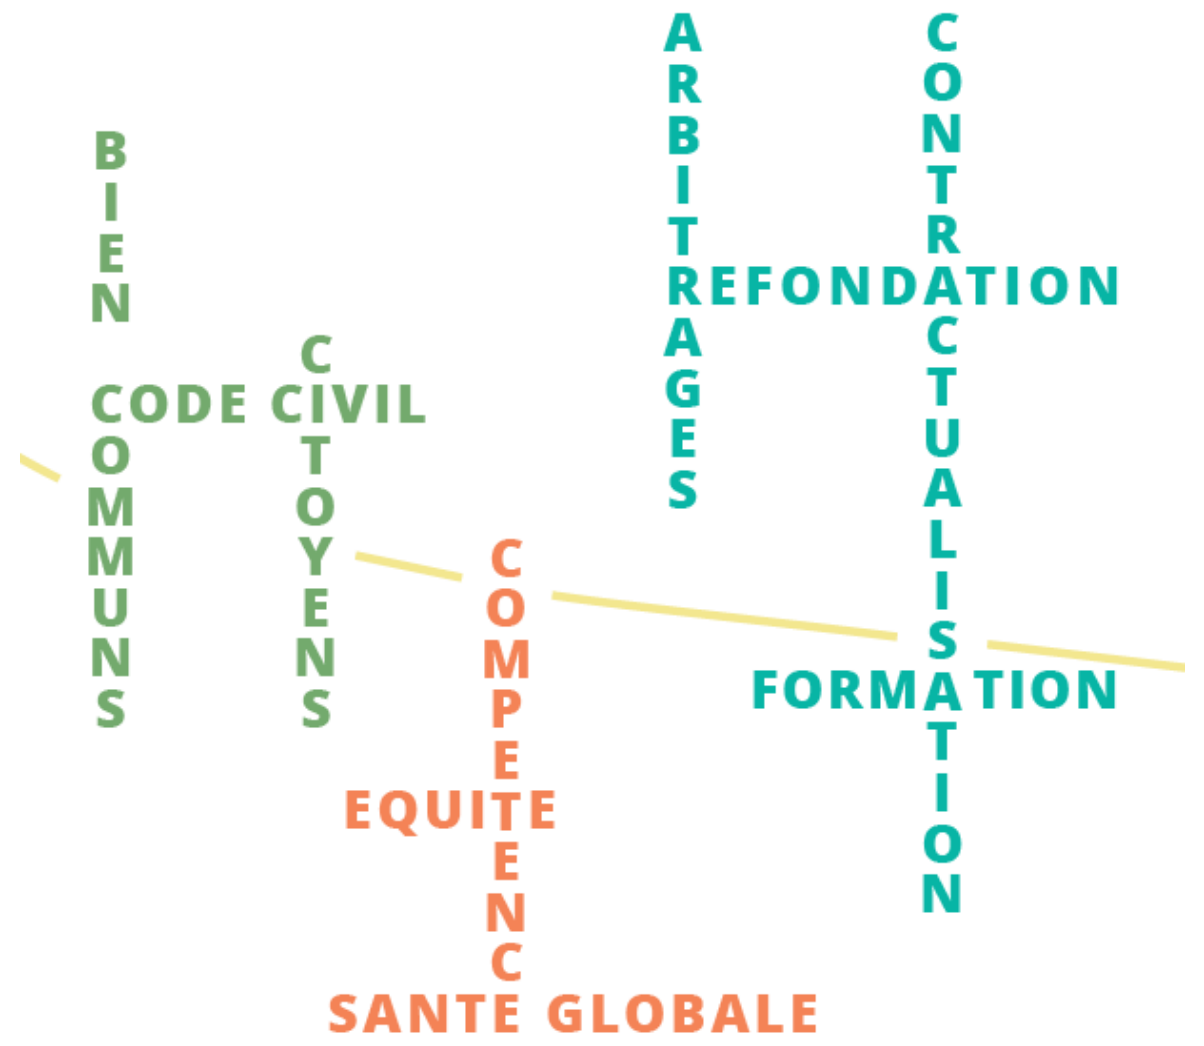 BIEN COMMUNS
CODE CIVIL
CITOYENS
COMPETENCE
EQUITE
SANTE GLOBALE
ARBITRAGES
REFONDATION
CONTRACTUALISATION
FORMATION